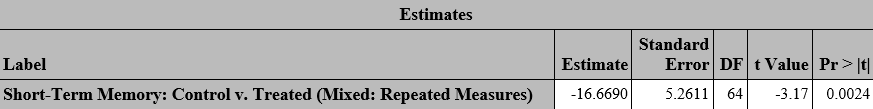 Estimates
Label Estimate Standard Error DF t Value Pr > |t|
Short-Term Memory: Control v. Treated (Mixed: Repeated Measures) -16.6690 5.2611 64 -3.17 0.0024